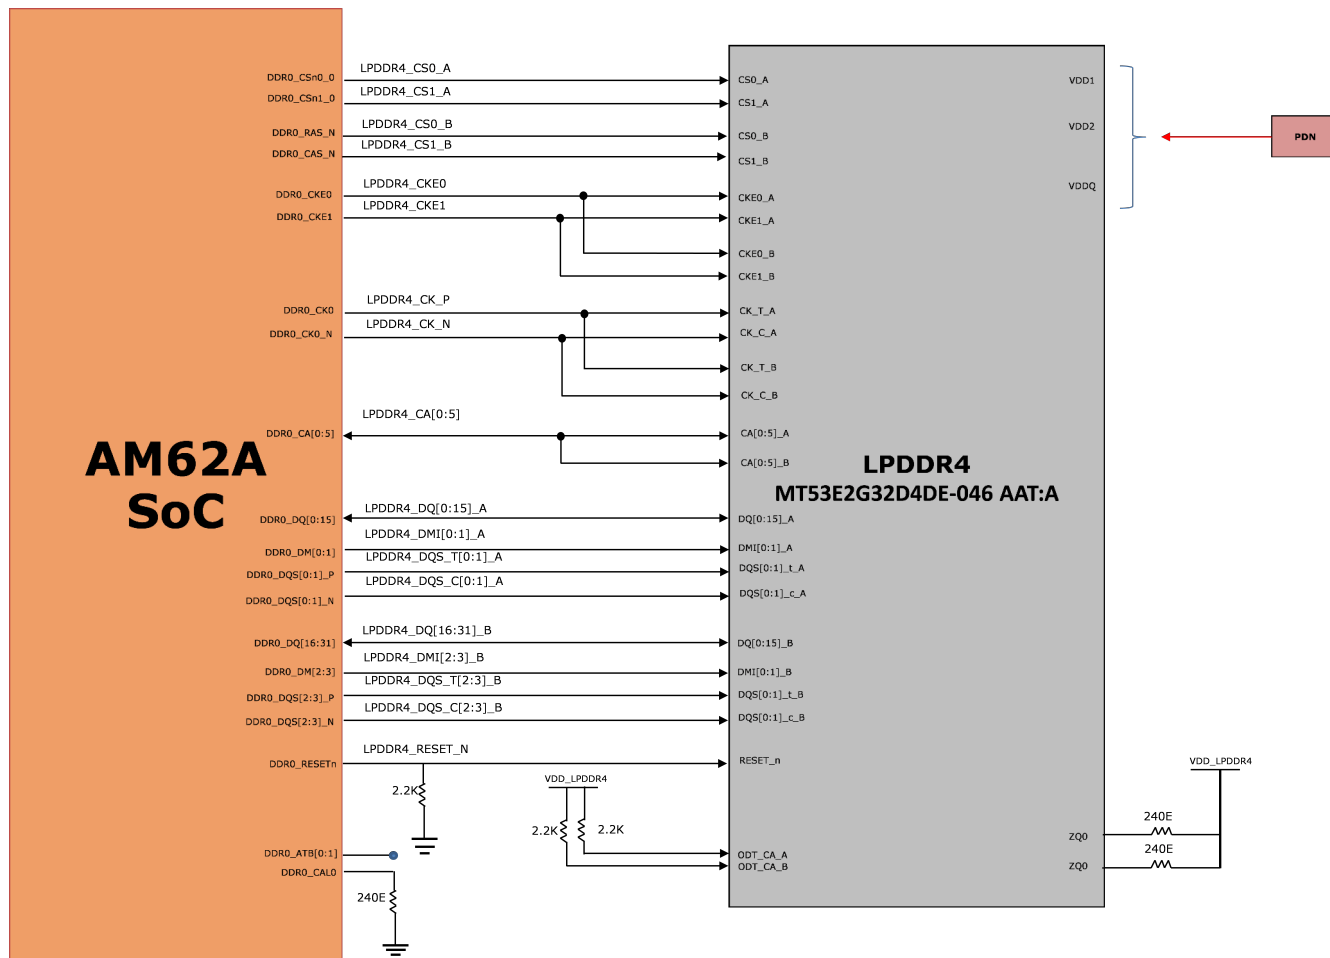 DDR0_CSn0_0
LPDDR4_CS0_A
CS0_A
VDD1
DDR0_CSn1_0
LPDDR4_CS1_A
CS1_A
DDR0_RAS_N
LPDDR4_CS0_B
CS0_B
VDD2
PDN
DDR0_CAS_N
LPDDR4_CS1_B
CS1_B
DDR0_CKE0
LPDDR4_CKE0
CKE0_A
VDDQ
DDR0_CKE1
LPDDR4_CKE1
CKE1_A
CKE0_B
CKE1_B
DDR0_CK0
LPDDR4_CK_P
CK_T_A
DDR0_CK0_N
LPDDR4_CK_N
CK_C_A
CK_T_B
CK_C_B
DDR0_CA[0:5]
LPDDR4_CA[0:5]
CA[0:5]_A
CA[0:5]_B
AM62A
SoC
LPDDR4
MT53E2G32D4DE-046 AAT:A
DDR0_DQ[0:15]
LPDDR4_DQ[0:15]_A
DQ[0:15]_A
DDR0_DM[0:1]
LPDDR4_DMI[0:1]_A
DMI[0:1]_A
DDR0_DQS[0:1]_P
LPDDR4_DQS_T[0:1]_A
DQS[0:1]_t_A
DDR0_DQS[0:1]_N
LPDDR4_DQS_C[0:1]_A
DQS[0:1]_c_A
DDR0_DQ[16:31]
LPDDR4_DQ[16:31]_B
DQ[0:15]_B
DDR0_DM[2:3]
LPDDR4_DMI[2:3]_B
DMI[0:1]_B
DDR0_DQS[2:3]_P
LPDDR4_DQS_T[2:3]_B
DQS[0:1]_t_B
DDR0_DQS[2:3]_N
LPDDR4_DQS_C[2:3]_B
DQS[0:1]_c_B
DDR0_RESETn
LPDDR4_RESET_N
RESET_n
2.2K
VDD_LPDDR4
2.2K
2.2K
VDD_LPDDR4
240E
ZQ0
240E
ZQ0
DDR0_ATB[0:1]
ODT_CA_A
ODT_CA_B
DDR0_CAL0
240E